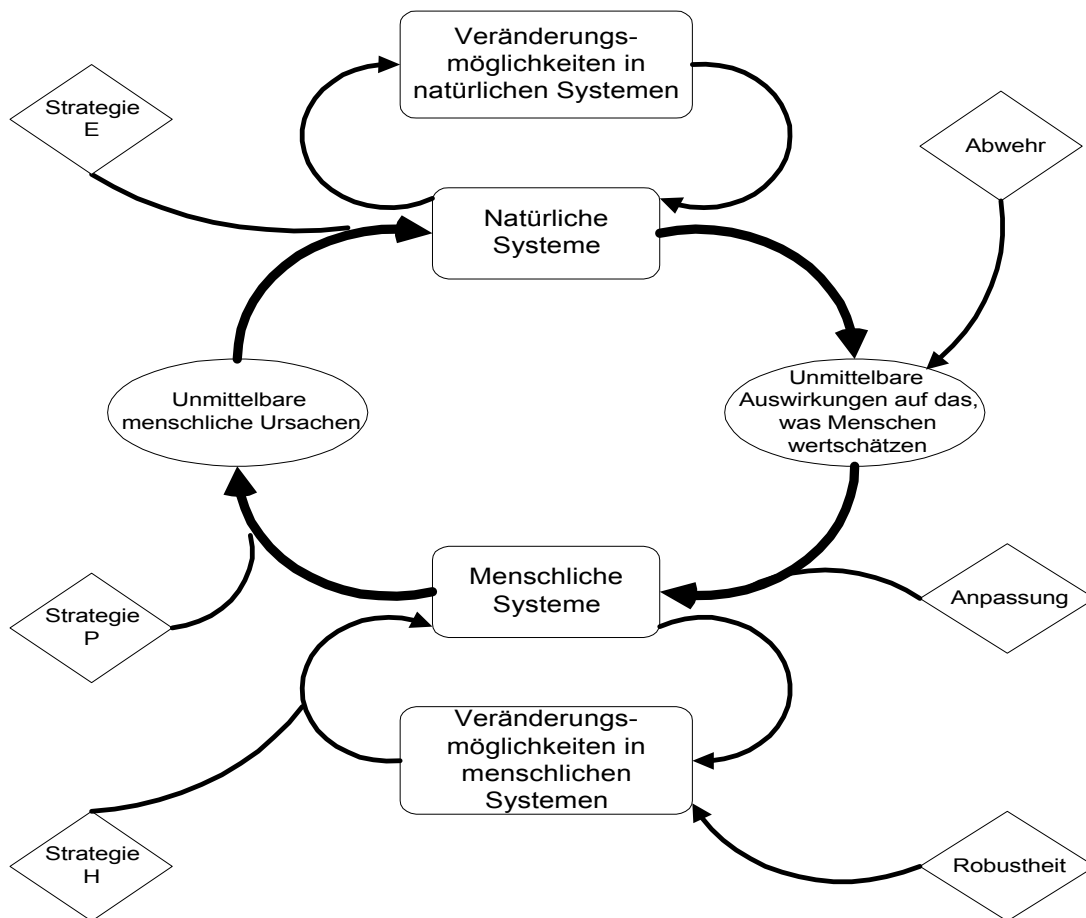 Veränderungs-
möglichkeiten in
natürlichen Systemen
Strategie
E
Abwehr
Natürliche
Systeme
Unmittelbare
menschliche Ursachen
Unmittelbare
Auswirkungen auf das,
was Menschen
wertschätzen
Menschliche
Systeme
Strategie
P
Anpassung
Veränderungs-
möglichkeiten in
menschlichen
Systemen
Strategie
H
Robustheit